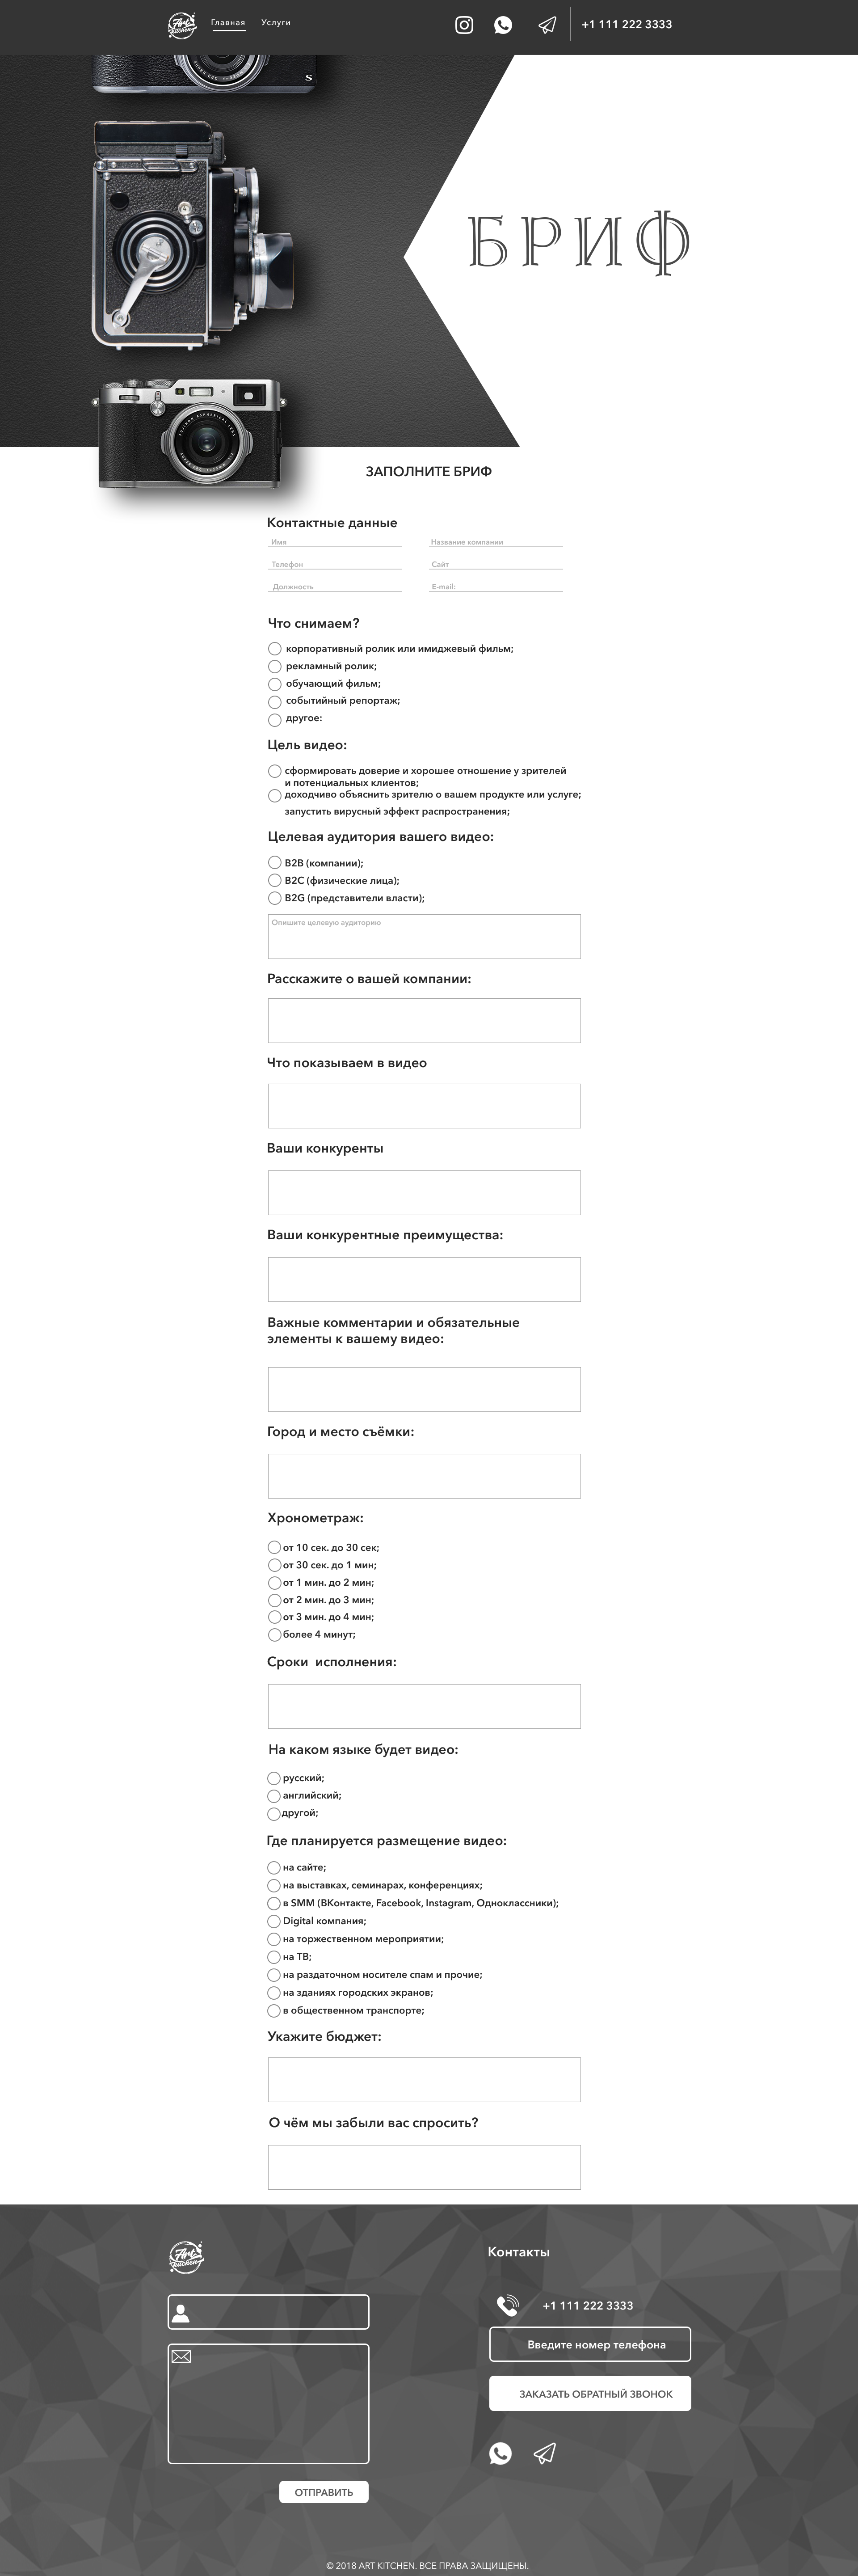 Art Kitchen
Главная Услуги
+1 111 222 3333
S
БРИФ
ЗАПОЛНИТЕ БРИФ
Контактные данные
Имя Название компании
Телефон Сайт
Должность E-mail:
Что снимаем?
корпоративный ролик или имиджевый фильм;
рекламный ролик;
обучающий фильм;
событийный репортаж;
другое:
Цель видео:
сформировать доверие и хорошее отношение у зрителей
и потенциальных клиентов;
доходчиво объяснить зрителю о вашем продукте или услуге;
запустить вирусный эффект распространения;
Целевая аудитория вашего видео:
B2B (компании);
B2C (физические лица);
B2G (представители власти);
Опишите целевую аудиторию
Расскажите о вашей компании:
Что показываем в видео
Ваши конкуренты
Ваши конкурентные преимущества:
Важные комментарии и обязательные
элементы к вашему видео:
Город и место съёмки:
Хронометраж:
от 10 сек. до 30 сек;
от 30 сек. до 1 мин;
от 1 мин. до 2 мин;
от 2 мин. до 3 мин;
от 3 мин. до 4 мин;
более 4 минут;
Сроки исполнения:
На каком языке будет видео:
русский;
английский;
другой;
Где планируется размещение видео:
на сайте;
на выставках, семинарах, конференциях;
в SMM (ВКонтакте, Facebook, Instagram, Одноклассники);
Digital компания;
на торжественном мероприятии;
на ТВ;
на раздаточном носителе спам и прочие;
на зданиях городских экранов;
в общественном транспорте;
Укажите бюджет:
О чём мы забыли вас спросить?
Art Kitchen
Контакты
+1 111 222 3333
Введите номер телефона
ЗАКАЗАТЬ ОБРАТНЫЙ ЗВОНОК
ОТПРАВИТЬ
© 2018 ART KITCHEN. ВСЕ ПРАВА ЗАЩИЩЕНЫ.